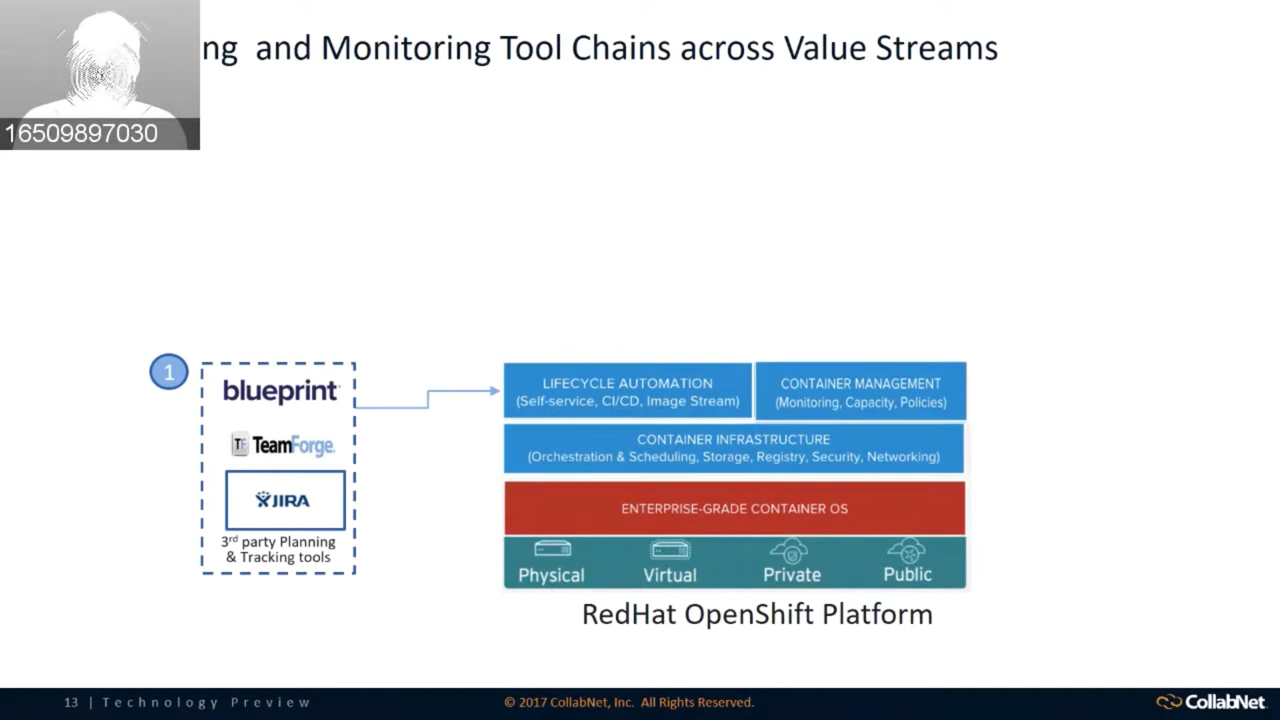 ng and Monitoring Tool Chains across Value Streams
16509897030
1
blueprint
TF TeamForge
JIRA
3rd party Planning
& Tracking tools
LIFECYCLE AUTOMATION
(Self-service, CI/CD, Image Stream)
CONTAINER MANAGEMENT
(Monitoring, Capacity, Policies)
CONTAINER INFRASTRUCTURE
(Orchestration & Scheduling, Storage, Registry, Security, Networking)
ENTERPRISE-GRADE CONTAINER OS
Physical
Virtual
Private
Public
RedHat OpenShift Platform
13 | Technology Preview
© 2017 CollabNet, Inc. All Rights Reserved.
CollabNet